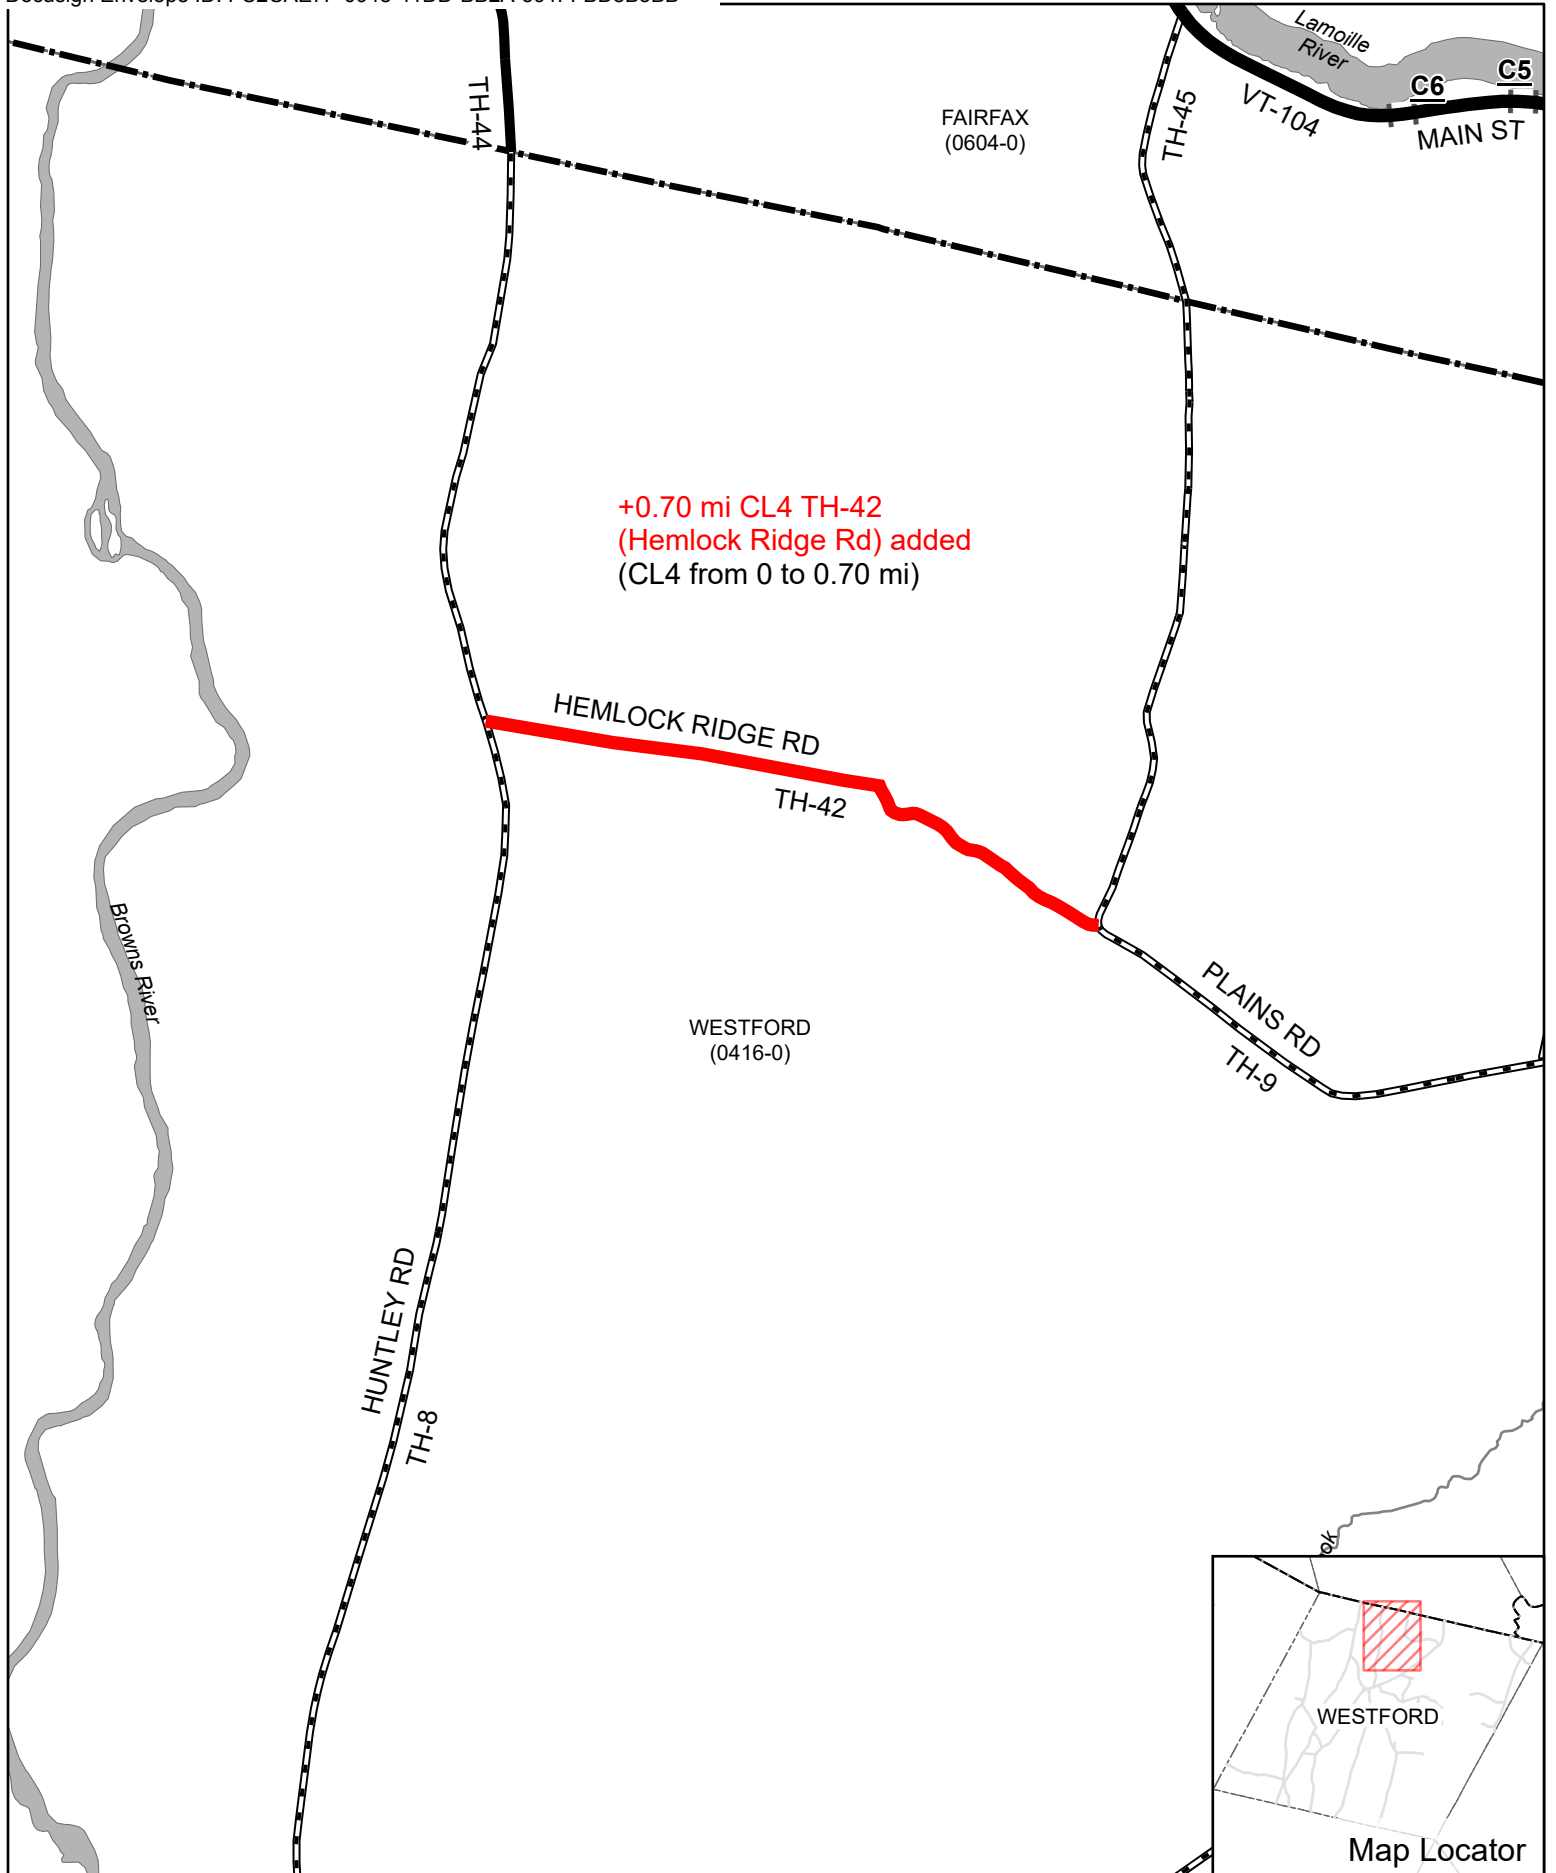 Lamoille
River
C5
C6
VT-104
MAIN ST
TH-44
FAIRFAX
(0604-0)
TH-45
+0.70 mi CL4 TH-42
(Hemlock Ridge Rd) added
(CL4 from 0 to 0.70 mi)
HEMLOCK RIDGE RD
TH-42
Browns River
WESTFORD
(0416-0)
PLAINS RD
TH-9
HUNTLEY RD
TH-8
WESTFORD
Map Locator